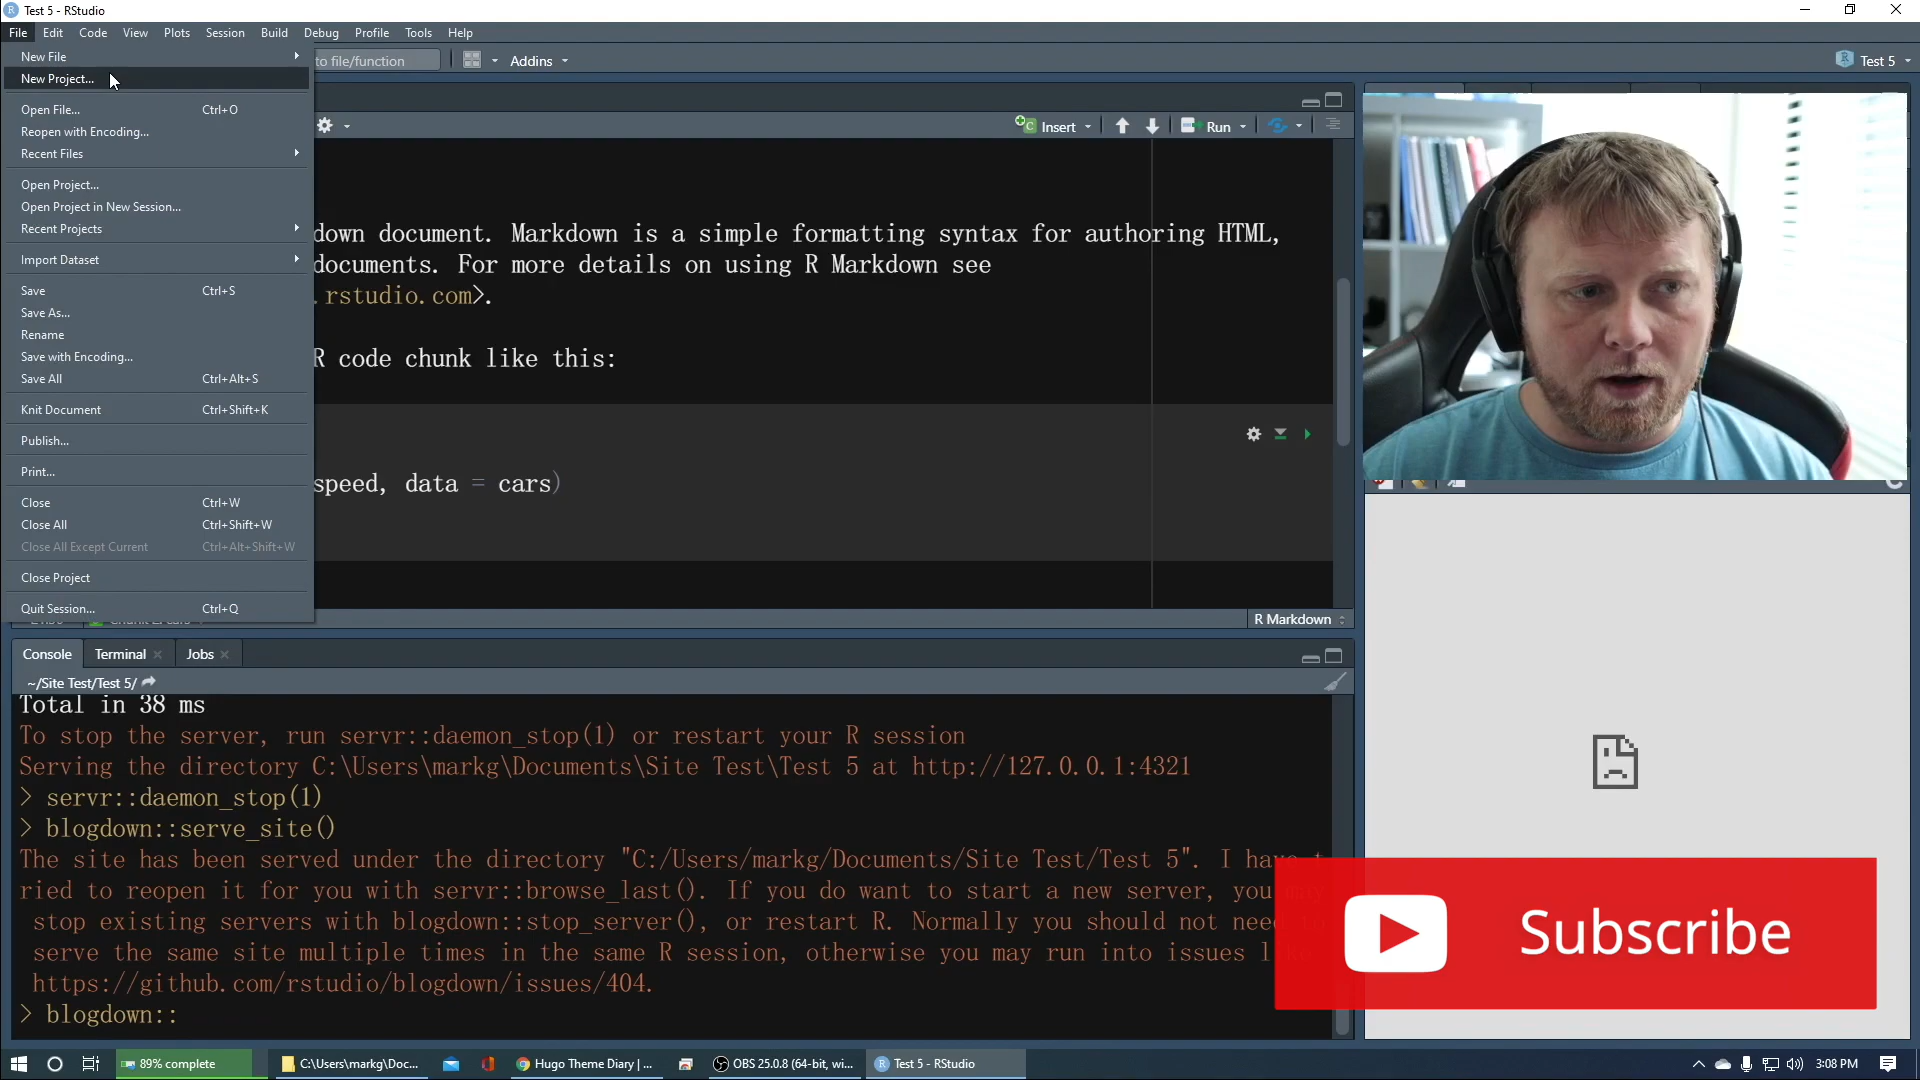 Test 5 - RStudio
File Edit Code View Plots Session Build Debug Profile Tools Help
New File
New Project...
Open File... Ctrl+O
Reopen with Encoding...
Recent Files
Open Project...
Open Project in New Session...
Recent Projects
Import Dataset
Save Ctrl+S
Save As...
Rename
Save with Encoding...
Save All Ctrl+Alt+S
Knit Document Ctrl+Shift+K
Publish...
Print...
Close Ctrl+W
Close All Ctrl+Shift+W
Close All Except Current Ctrl+Alt+Shift+W
Close Project
Quit Session... Ctrl+Q
to file/function Addins Test 5
Insert Run
down document. Markdown is a simple formatting syntax for authoring HTML,
documents. For more details on using R Markdown see
.rstudio.com>.
R code chunk like this:
speed, data = cars)
R Markdown
Console Terminal Jobs
~/Site Test/Test 5/
Total in 38 ms
To stop the server, run servr::daemon_stop(1) or restart your R session
Serving the directory C:\Users\markg\Documents\Site Test\Test 5 at http://127.0.0.1:4321
> servr::daemon_stop(1)
> blogdown::serve_site()
The site has been served under the directory "C:/Users/markg/Documents/Site Test/Test 5". I have t
ried to reopen it for you with servr::browse_last(). If you do want to start a new server, you may
stop existing servers with blogdown::stop_server(), or restart R. Normally you should not need to
serve the same site multiple times in the same R session, otherwise you may run into issues li
https://github.com/rstudio/blogdown/issues/404.
> blogdown::
Subscribe
89% complete C:\Users\markg\Doc... Hugo Theme Diary | ... OBS 25.0.8 (64-bit, wi... Test 5 - RStudio 3:08 PM